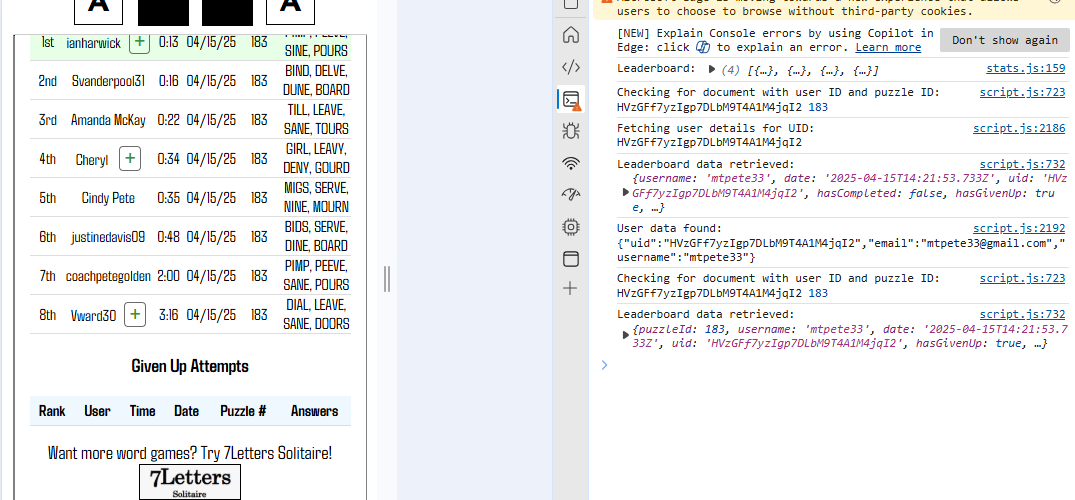 A A
1st ianharwick + 0:13 04/15/25 183 PIMP, PEEVE,
SINE, POURS
2nd Svanderpool31 0:16 04/15/25 183 BIND, DELVE,
DUNE, BOARD
3rd Amanda McKay 0:22 04/15/25 183 TILL, LEAVE,
SANE, TOURS
4th Cheryl + 0:34 04/15/25 183 GIRL, LEAVY,
DENY, GOURD
5th Cindy Pete 0:35 04/15/25 183 MIGS, SERVE,
NINE, MOURN
6th justinedavis09 0:48 04/15/25 183 BIDS, SERVE,
DINE, BOARD
7th coachpetegolden 2:00 04/15/25 183 PIMP, PEEVE,
SANE, POURS
8th Vward30 + 3:16 04/15/25 183 DIAL, LEAVE,
SANE, DOORS
Given Up Attempts
Rank User Time Date Puzzle # Answers
Want more word games? Try 7Letters Solitaire!
7Letters
Solitaire
users to choose to browse without third-party cookies.
[NEW] Explain Console errors by using Copilot in
Edge: click to explain an error. Learn more
Don't show again
Leaderboard: ▶ (4) [{…}, {…}, {…}, {…}] stats.js:159
Checking for document with user ID and puzzle ID: script.js:723
HVzGFf7yzIgp7DLbM9T4A1M4jqI2 183
Fetching user details for UID: script.js:2186
HVzGFf7yzIgp7DLbM9T4A1M4jqI2
Leaderboard data retrieved: script.js:732
{username: 'mtpete33', date: '2025-04-15T14:21:53.733Z', uid: 'HVz
▶ GFf7yzIgp7DLbM9T4A1M4jqI2', hasCompleted: false, hasGivenUp: tru
e, …}
User data found: script.js:2192
{"uid":"HVzGFf7yzIgp7DLbM9T4A1M4jqI2","email":"mtpete33@gmail.com","
username":"mtpete33"}
Checking for document with user ID and puzzle ID: script.js:723
HVzGFf7yzIgp7DLbM9T4A1M4jqI2 183
Leaderboard data retrieved: script.js:732
{puzzleId: 183, username: 'mtpete33', date: '2025-04-15T14:21:53.7
▶ 33Z', uid: 'HVzGFf7yzIgp7DLbM9T4A1M4jqI2', hasGivenUp: true, …}